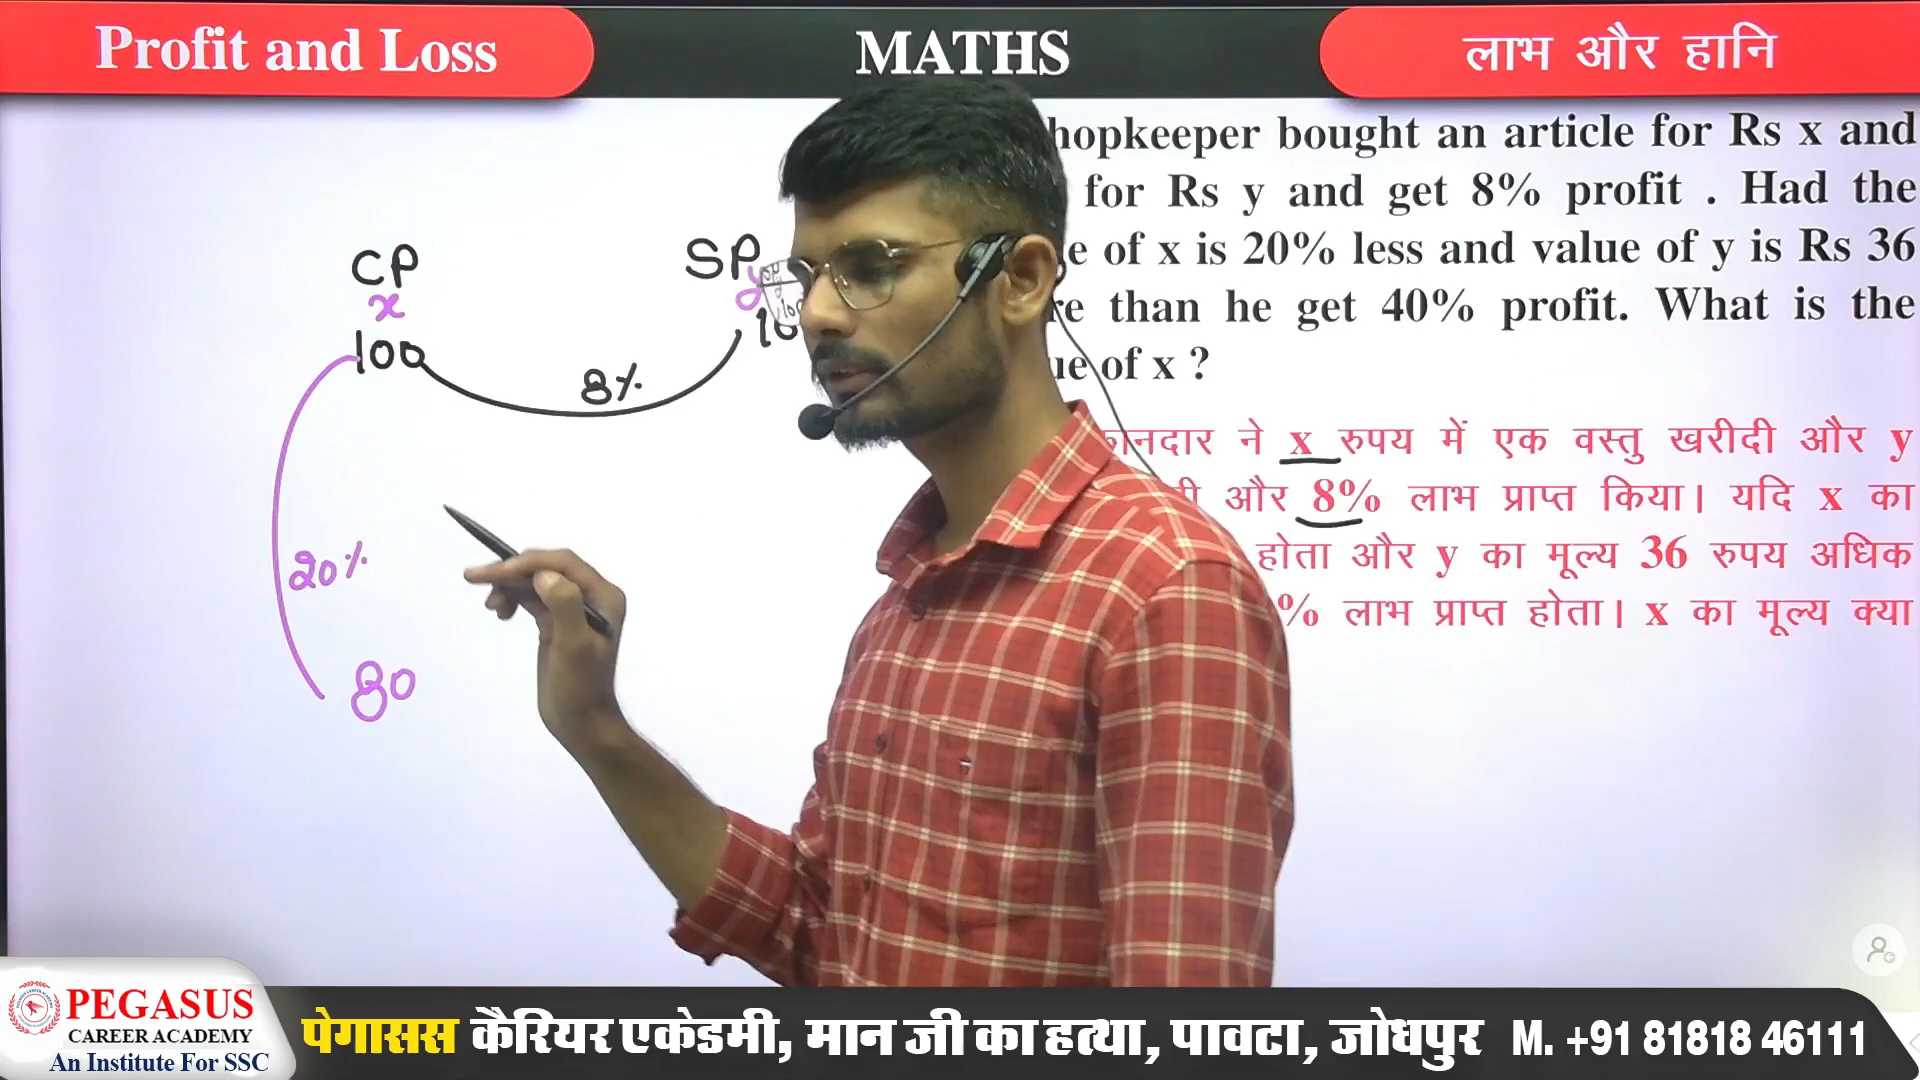 Profit and Loss
MATHS
लाभ और हानि
hopkeeper bought an article for Rs x and
for Rs y and get 8% profit . Had the
e of x is 20% less and value of y is Rs 36
re than he get 40% profit. What is the
ue of x ?
CP
SP
x
y
100
8%
20%
80
नदार ने x रुपय में एक वस्तु खरीदी और y
और 8% लाभ प्राप्त किया। यदि x का
होता और y का मूल्य 36 रुपय अधिक
% लाभ प्राप्त होता। x का मूल्य क्या
PEGASUS
CAREER ACADEMY
An Institute For SSC
पेगासस कैरियर एकेडमी, मान जी का हत्था, पावटा, जोधपुर M. +91 81818 46111